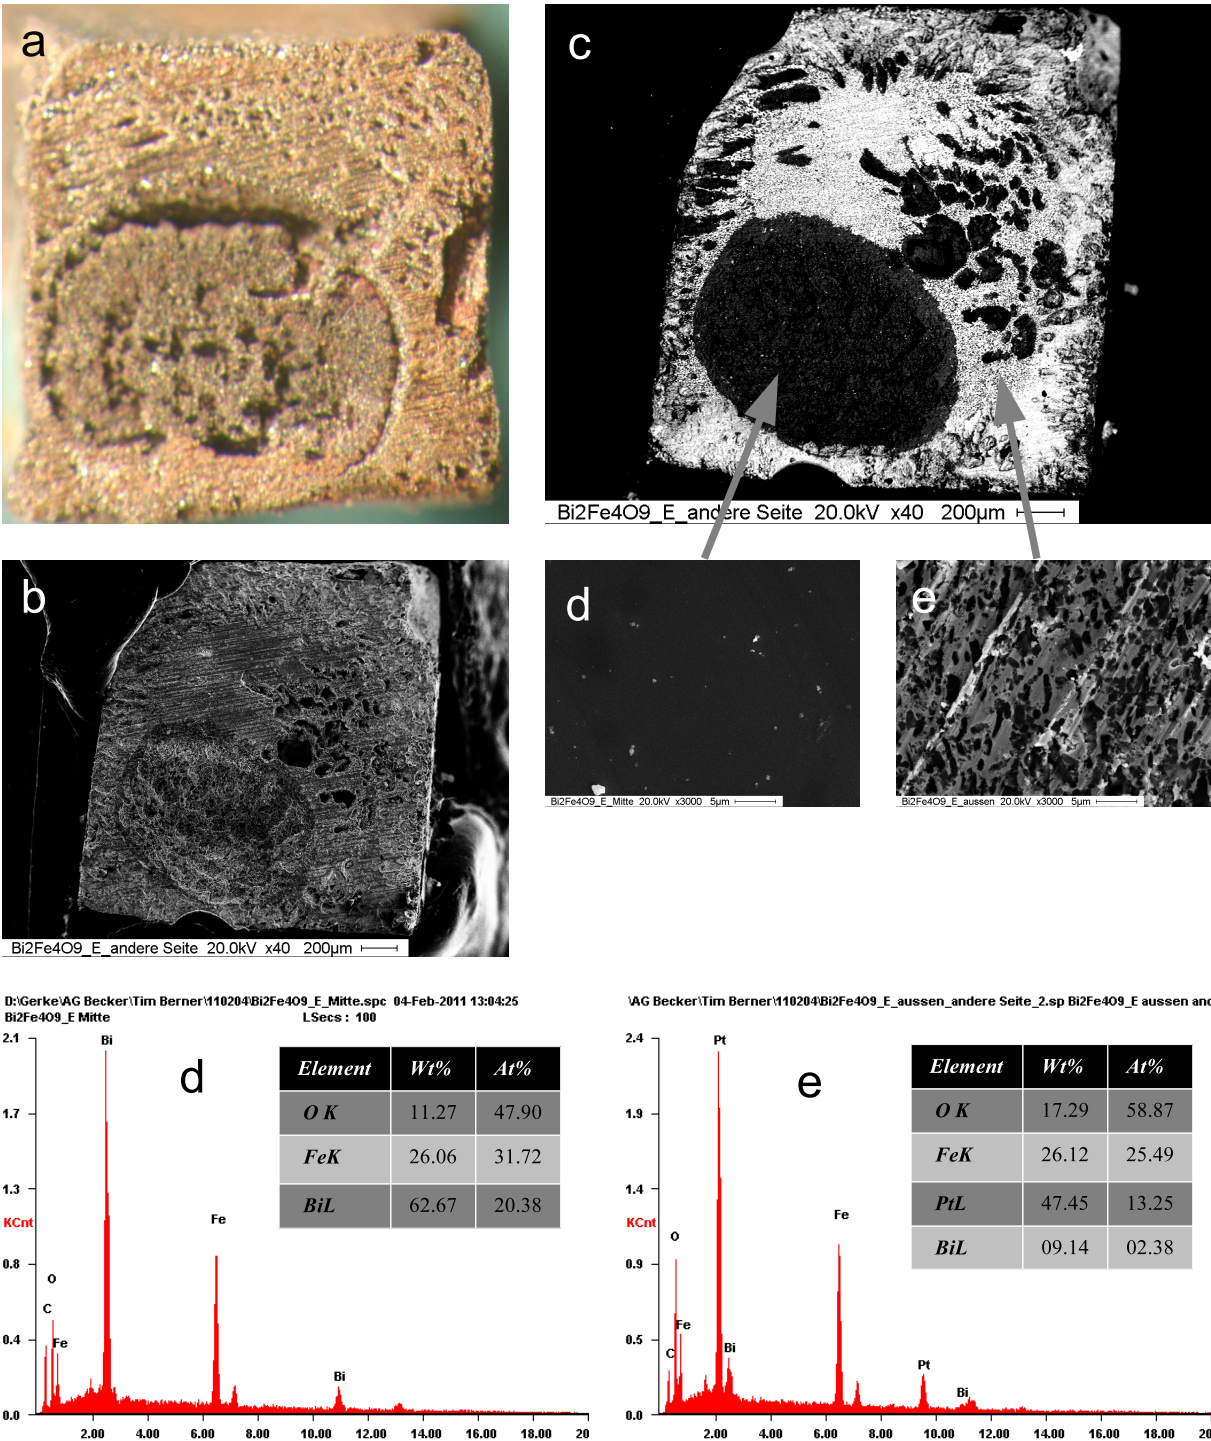 a
c
Bi2Fe4O9_E_andere Seite 20.0kV x40 200µm
b
Bi2Fe4O9_E_andere Seite 20.0kV x40 200µm
d
Bi2Fe4O9_E_Mitte 20.0kV x3000 5µm
e
Bi2Fe4O9_E_aussen 20.0kV x3000 5µm
D:\Gerke\AG Becker\Tim Berner\110204\Bi2Fe4O9_E_Mitte.spc 04-Feb-2011 13:04:25
Bi2Fe4O9_E Mitte LSecs : 100
2.1
1.7
1.3
KCnt
0.8
0.4
0.0
C
O
Fe
Bi
Fe
Bi
d
Element Wt% At%
O K 11.27 47.90
FeK 26.06 31.72
BiL 62.67 20.38
2.00 4.00 6.00 8.00 10.00 12.00 14.00 16.00 18.00 20
\AG Becker\Tim Berner\110204\Bi2Fe4O9_E_aussen_andere Seite_2.sp Bi2Fe4O9_E aussen and
2.4
1.9
1.4
KCnt
0.9
0.5
0.0
C
O
Fe
Pt
Bi
Fe
Pt
Bi
e
Element Wt% At%
O K 17.29 58.87
FeK 26.12 25.49
PtL 47.45 13.25
BiL 09.14 02.38
2.00 4.00 6.00 8.00 10.00 12.00 14.00 16.00 18.00 20